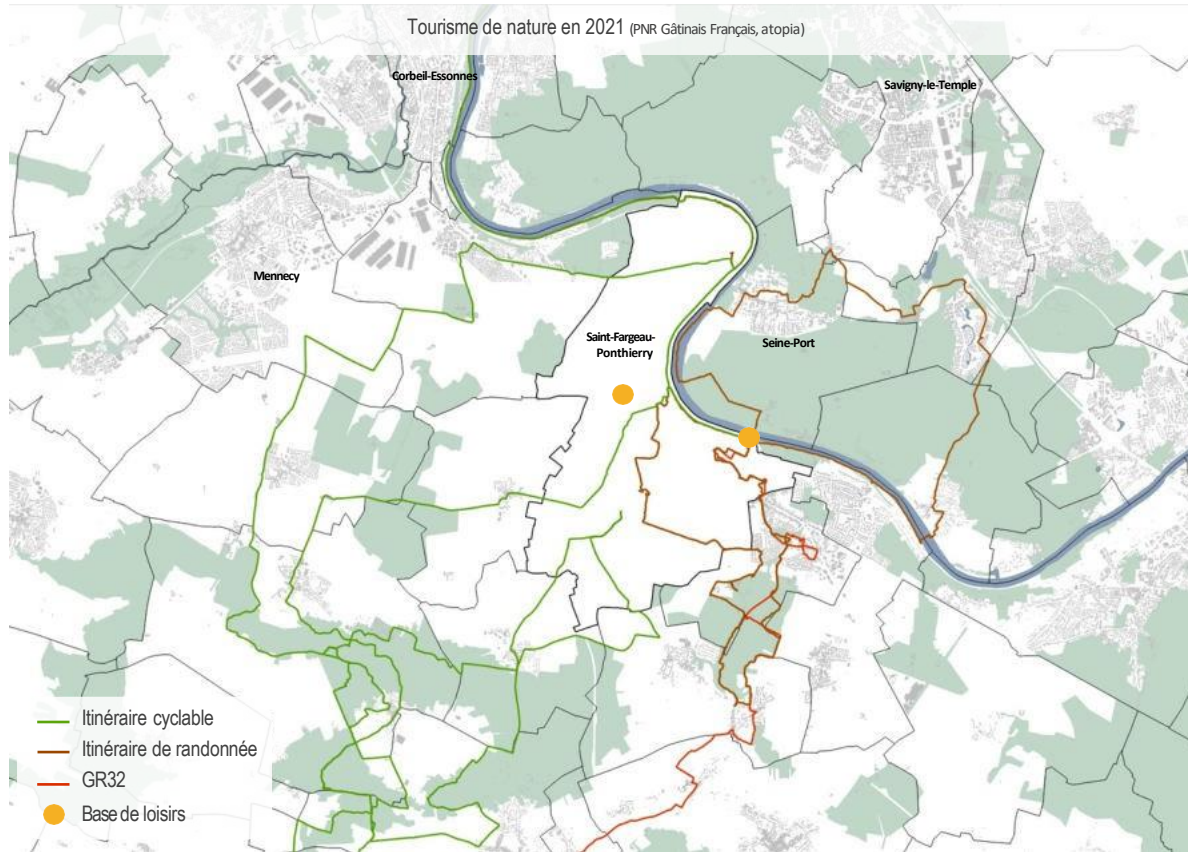 Tourisme de nature en 2021 (PNR Gâtinais Français, atopia)
Corbeil-Essonnes
Savigny-le-Temple
Mennecy
Saint-Fargeau-
Ponthierry
Seine-Port
Itinéraire cyclable
Itinéraire de randonnée
GR32
Base de loisirs